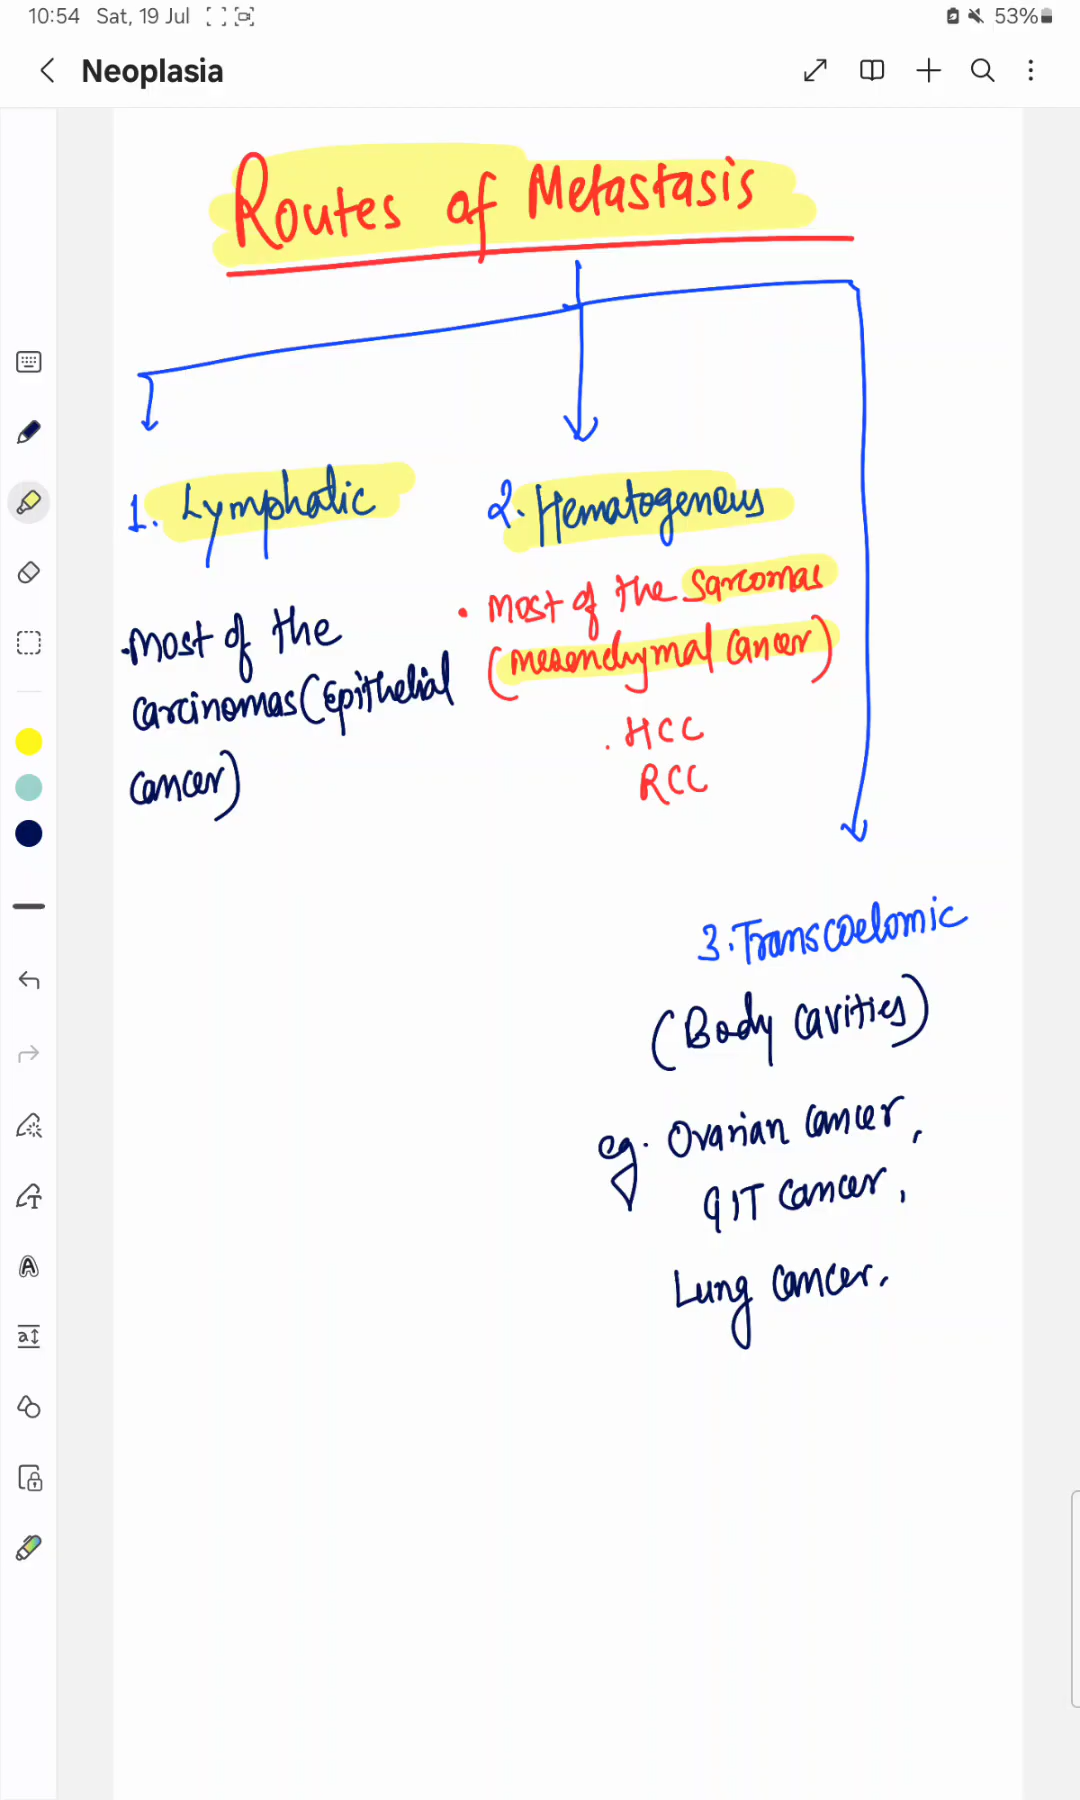 10:54 Sat, 19 Jul
53%
Neoplasia
Routes of Metastasis
1. Lymphatic
• Most of the
carcinomas (Epithelial
cancer)
2. Hematogenous
• Most of the Sarcomas
(mesenchymal cancer)
. HCC
RCC
3. Transcoelomic
(Body cavities)
eg. Ovarian cancer,
GIT cancer,
Lung cancer.